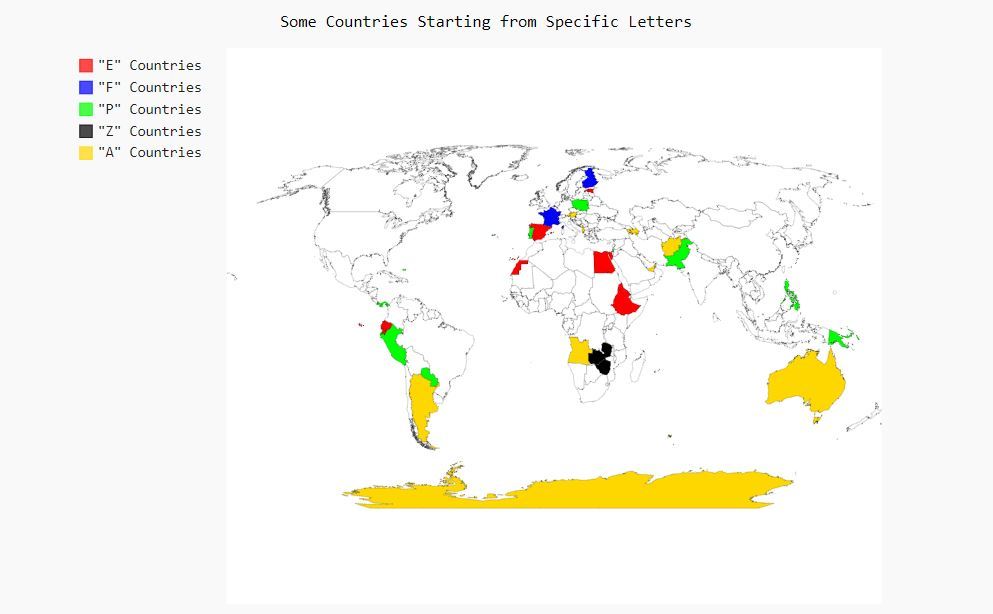 Some Countries Starting from Specific Letters
"E" Countries
"F" Countries
"P" Countries
"Z" Countries
"A" Countries